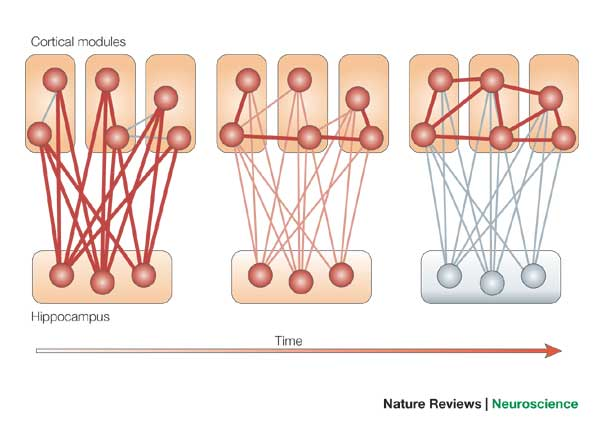 Cortical modules
Hippocampus
Time
Nature Reviews | Neuroscience